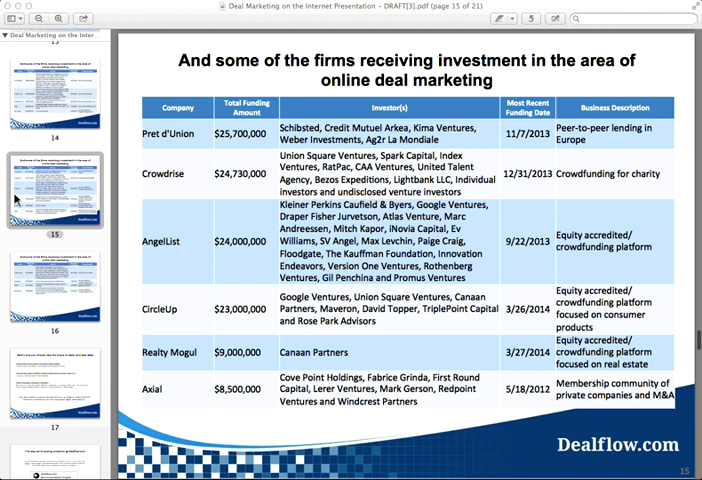 Deal Marketing on the Internet Presentation – DRAFT[3].pdf (page 15 of 21)
Deal Marketing on the Inter
14
15
16
17
And some of the firms receiving investment in the area of
online deal marketing
Company
Total Funding
Amount
Investor(s)
Most Recent
Funding Date
Business Description
Pret d'Union
$25,700,000
Schibsted, Credit Mutuel Arkea, Kima Ventures,
Weber Investments, Ag2r La Mondiale
11/7/2013
Peer-to-peer lending in
Europe
Crowdrise
$24,730,000
Union Square Ventures, Spark Capital, Index
Ventures, RatPac, CAA Ventures, United Talent
Agency, Bezos Expeditions, Lightbank LLC, Individual
investors and undisclosed venture investors
12/31/2013
Crowdfunding for charity
AngelList
$24,000,000
Kleiner Perkins Caufield & Byers, Google Ventures,
Draper Fisher Jurvetson, Atlas Venture, Marc
Andreessen, Mitch Kapor, iNovia Capital, Ev
Williams, SV Angel, Max Levchin, Paige Craig,
Floodgate, The Kauffman Foundation, Innovation
Endeavors, Version One Ventures, Rothenberg
Ventures, Gil Penchina and Promus Ventures
9/22/2013
Equity accredited/
crowdfunding platform
CircleUp
$23,000,000
Google Ventures, Union Square Ventures, Canaan
Partners, Maveron, David Topper, TriplePoint Capital
and Rose Park Advisors
3/26/2014
Equity accredited/
crowdfunding platform
focused on consumer
products
Realty Mogul
$9,000,000
Canaan Partners
3/27/2014
Equity accredited/
crowdfunding platform
focused on real estate
Axial
$8,500,000
Cove Point Holdings, Fabrice Grinda, First Round
Capital, Lerer Ventures, Mark Gerson, Redpoint
Ventures and Windcrest Partners
5/18/2012
Membership community of
private companies and M&A
Dealflow.com
15